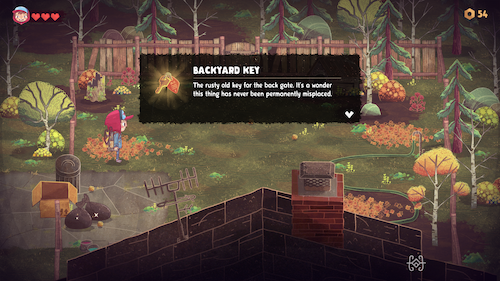 54
BACKYARD KEY
The rusty old key for the back gate. It's a wonder
this thing has never been permanently misplaced.